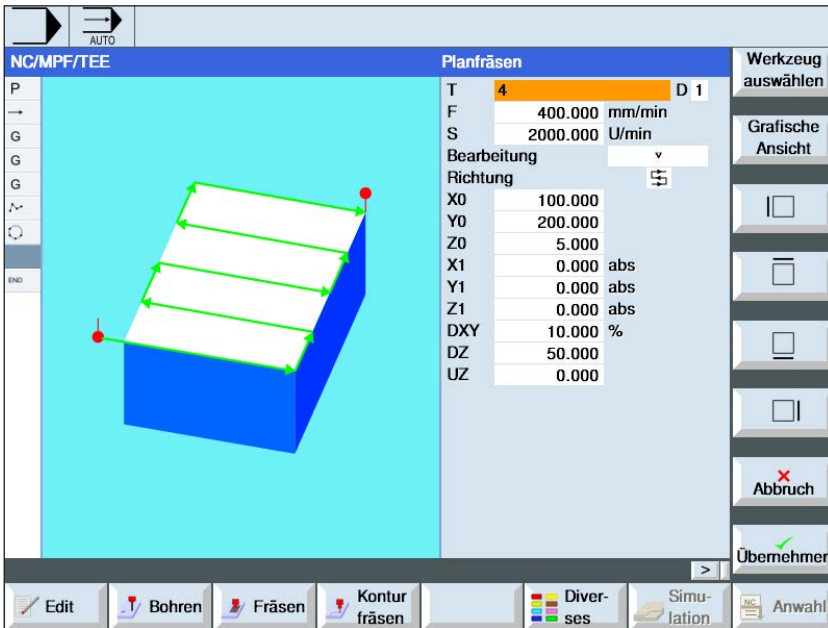 AUTO
NC/MPF/TEE
Planfräsen
P
G
G
G
END
T 4 D 1
F 400.000 mm/min
S 2000.000 U/min
Bearbeitung ▿
Richtung
X0 100.000
Y0 200.000
Z0 5.000
X1 0.000 abs
Y1 0.000 abs
Z1 0.000 abs
DXY 10.000 %
DZ 50.000
UZ 0.000
Werkzeug
auswählen
Grafische
Ansicht
Abbruch
Übernehmer
>
Edit
Bohren
Fräsen
Kontur
fräsen
Diver-
ses
Simu-
lation
NC
Anwahl